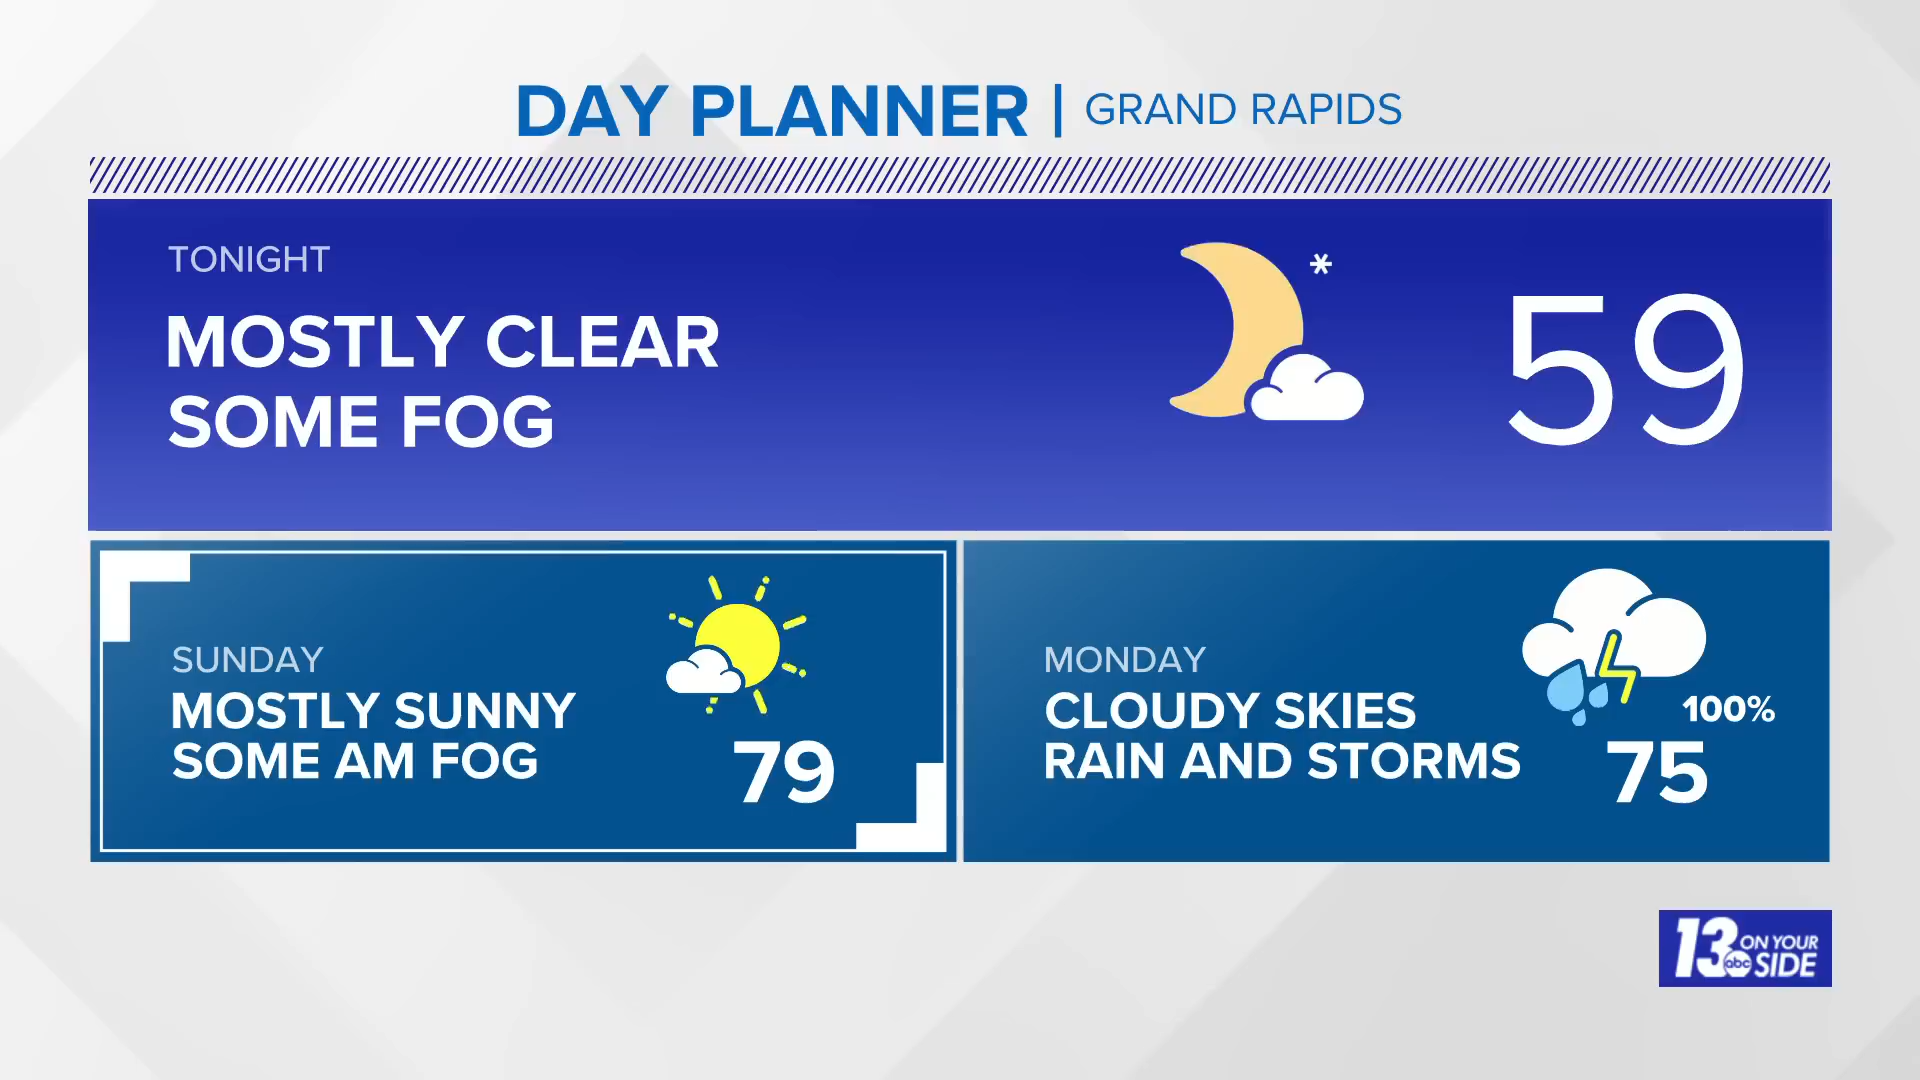 DAY PLANNER | GRAND RAPIDS
TONIGHT
MOSTLY CLEAR
SOME FOG
59
SUNDAY
MOSTLY SUNNY
SOME AM FOG
79
MONDAY
CLOUDY SKIES
RAIN AND STORMS
100%
75
13 ON YOUR
abc SIDE